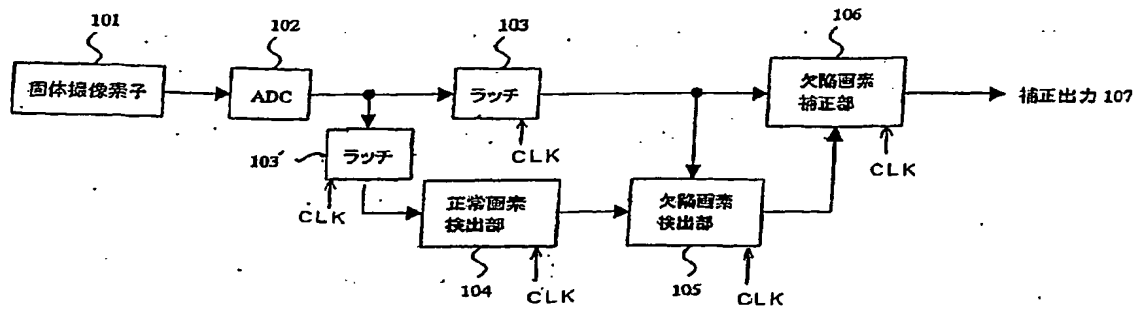 101
102
103
106
固体撮像素子
ADC
ラッチ
欠陥画素
補正部
補正出力 107
CLK
CLK
103'
ラッチ
CLK
正常画素
検出部
欠陥画素
検出部
104
CLK
105
CLK